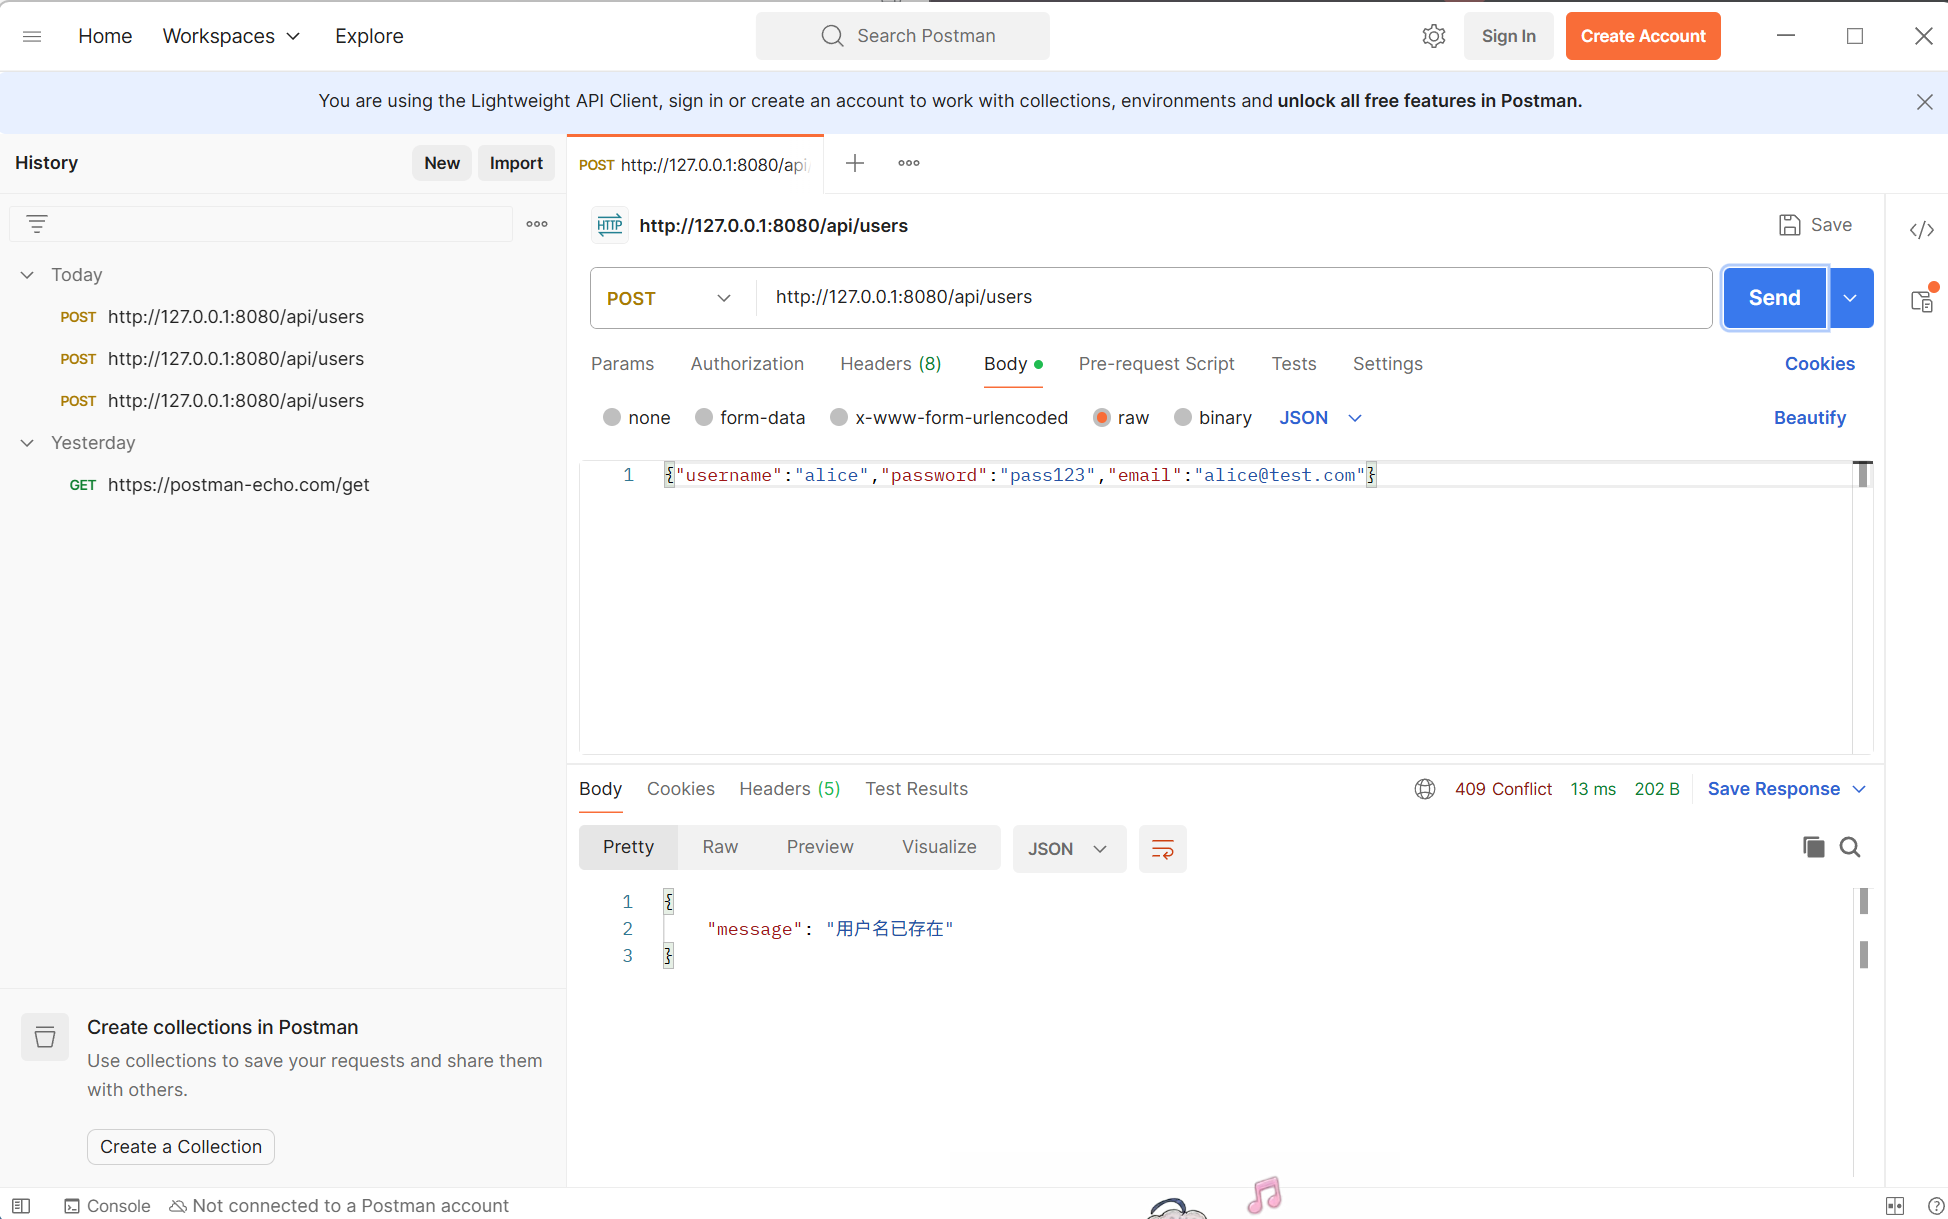 Home Workspaces Explore Search Postman Sign In Create Account
You are using the Lightweight API Client, sign in or create an account to work with collections, environments and unlock all free features in Postman.
History New Import
Today
POST http://127.0.0.1:8080/api/users
POST http://127.0.0.1:8080/api/users
POST http://127.0.0.1:8080/api/users
Yesterday
GET https://postman-echo.com/get
Create collections in Postman
Use collections to save your requests and share them
with others.
Create a Collection
POST http://127.0.0.1:8080/api/
HTTP http://127.0.0.1:8080/api/users Save
POST http://127.0.0.1:8080/api/users Send
Params Authorization Headers (8) Body Pre-request Script Tests Settings Cookies
none form-data x-www-form-urlencoded raw binary JSON Beautify
1 {"username":"alice","password":"pass123","email":"alice@test.com"}
Body Cookies Headers (5) Test Results 409 Conflict 13 ms 202 B Save Response
Pretty Raw Preview Visualize JSON
1 {
2 "message": "用户名已存在"
3 }
Console Not connected to a Postman account